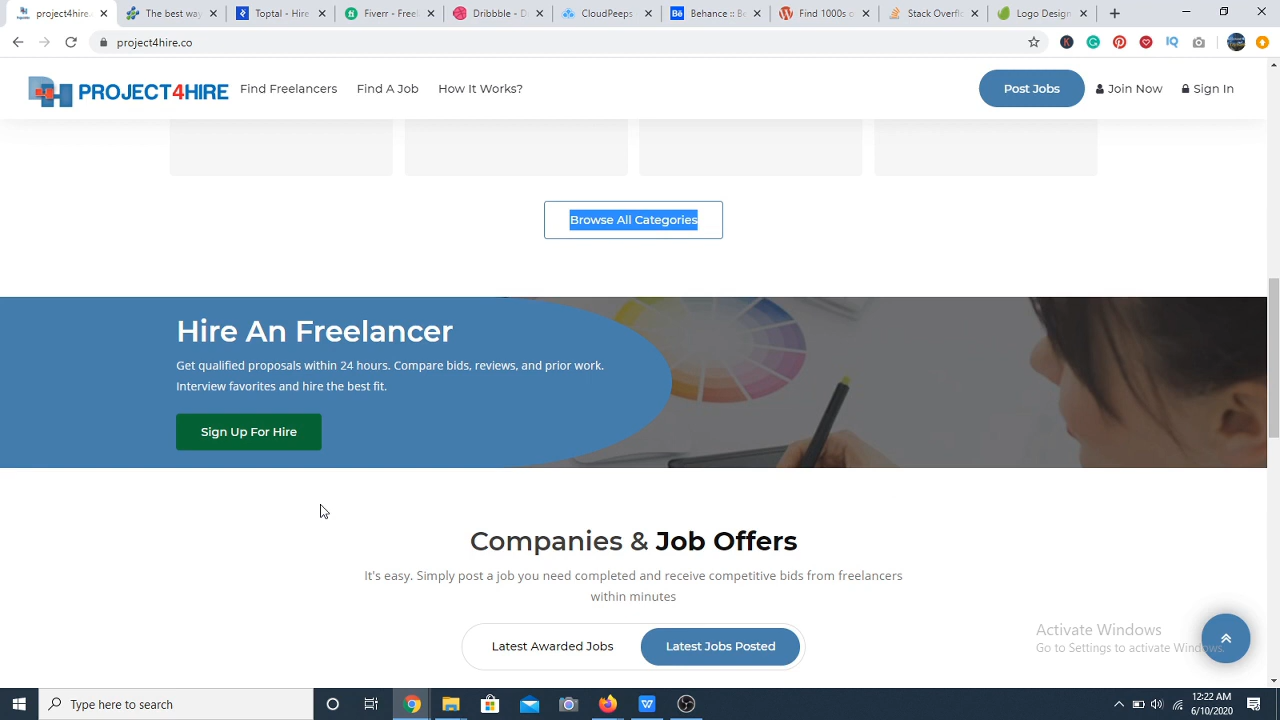 project4hire.co
The best way
Toptal - Hire
Fiverr - Free
Dribbble - D
CloudPeeps
Behance :: Be
Find 100s o
Stack Overfl
Logo Design
project4hire.co
PROJECT4HIRE
Find Freelancers
Find A Job
How It Works?
Post Jobs
Join Now
Sign In
Browse All Categories
Hire An Freelancer
Get qualified proposals within 24 hours. Compare bids, reviews, and prior work.
Interview favorites and hire the best fit.
Sign Up For Hire
Companies & Job Offers
It's easy. Simply post a job you need completed and receive competitive bids from freelancers
within minutes
Latest Awarded Jobs
Latest Jobs Posted
Activate Windows
Go to Settings to activate Windows.
Type here to search
12:22 AM
6/10/2020